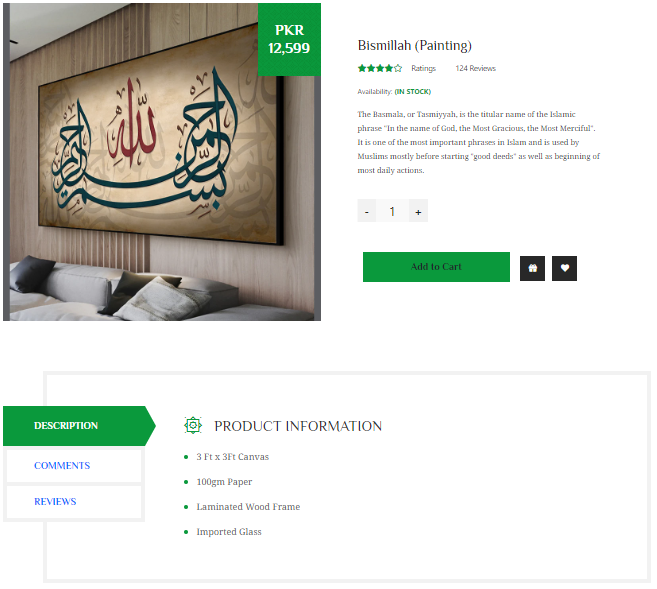 بسم الله الرحمن الرحيم
PKR
12,599
Bismillah (Painting)
Ratings 124 Reviews
Availability: (IN STOCK)
The Basmala, or Tasmiyyah, is the titular name of the Islamic
phrase "In the name of God, the Most Gracious, the Most Merciful".
It is one of the most important phrases in Islam and is used by
Muslims mostly before starting "good deeds" as well as beginning of
most daily actions.
- 1 +
Add to Cart
DESCRIPTION
COMMENTS
REVIEWS
PRODUCT INFORMATION
3 Ft x 3Ft Canvas
100gm Paper
Laminated Wood Frame
Imported Glass